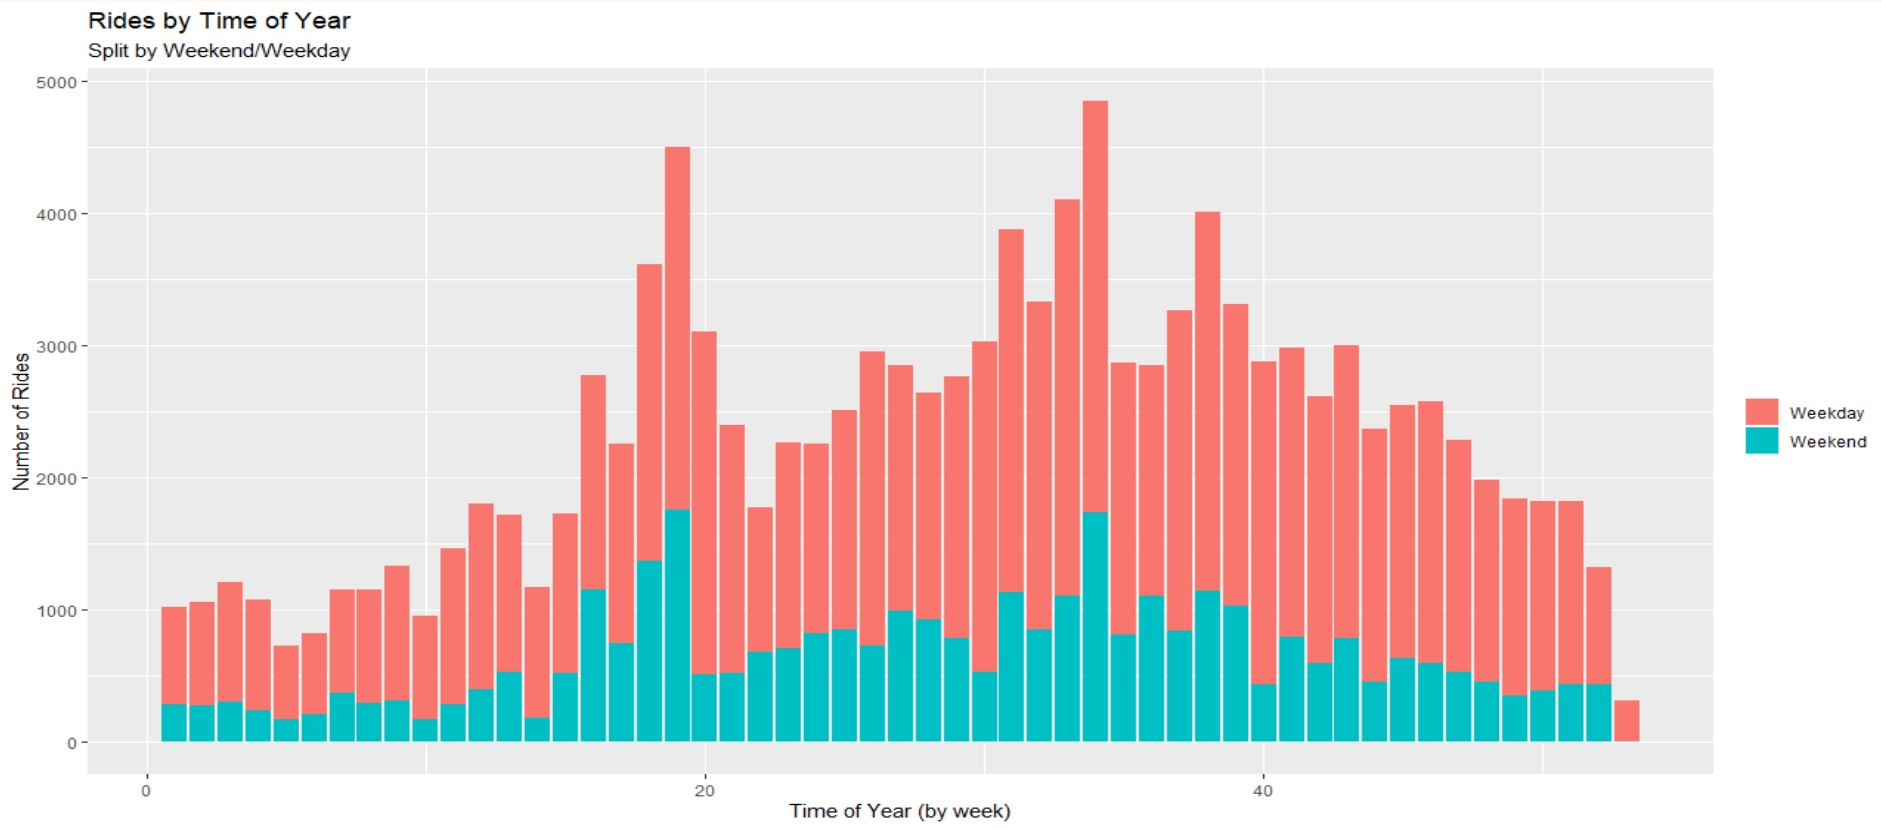 Rides by Time of Year
Split by Weekend/Weekday
5000
4000
3000
2000
1000
0
Number of Rides
0 20 40
Time of Year (by week)
Weekday
Weekend